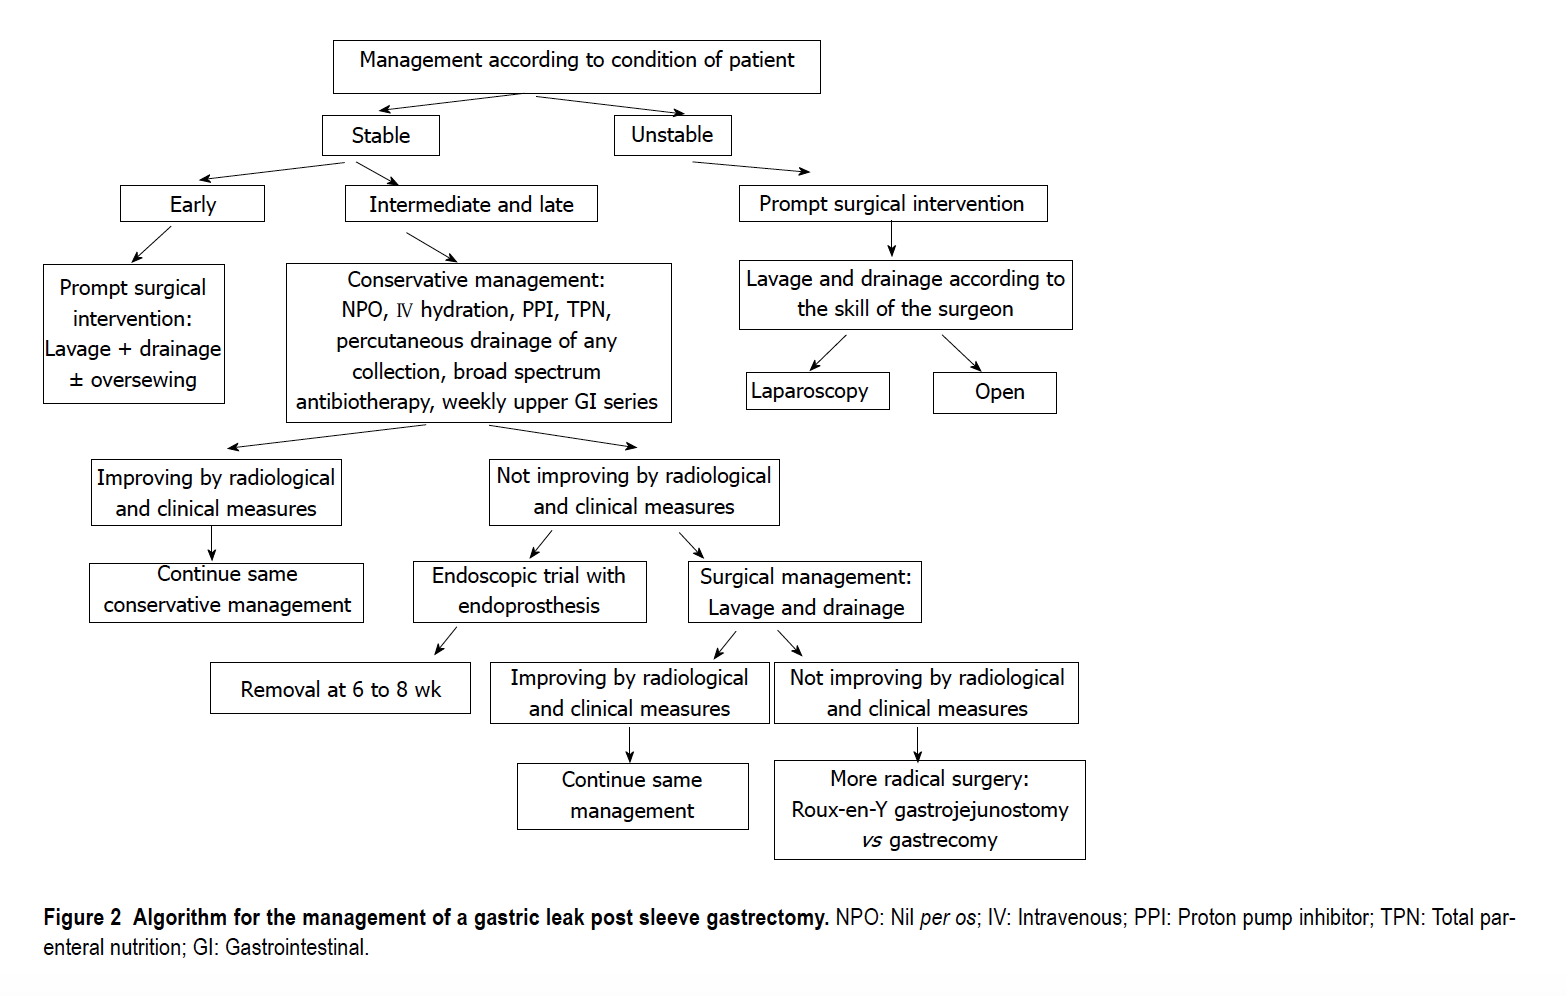 Management according to condition of patient
Stable
Unstable
Early
Intermediate and late
Prompt surgical intervention
Prompt surgical
intervention:
Lavage + drainage
± oversewing
Conservative management:
NPO, Ⅳ hydration, PPI, TPN,
percutaneous drainage of any
collection, broad spectrum
antibiotherapy, weekly upper GI series
Lavage and drainage according to
the skill of the surgeon
Laparoscopy
Open
Improving by radiological
and clinical measures
Not improving by radiological
and clinical measures
Continue same
conservative management
Endoscopic trial with
endoprosthesis
Surgical management:
Lavage and drainage
Removal at 6 to 8 wk
Improving by radiological
and clinical measures
Not improving by radiological
and clinical measures
Continue same
management
More radical surgery:
Roux-en-Y gastrojejunostomy
vs gastrecomy
Figure 2 Algorithm for the management of a gastric leak post sleeve gastrectomy. NPO: Nil per os; IV: Intravenous; PPI: Proton pump inhibitor; TPN: Total par-
enteral nutrition; GI: Gastrointestinal.